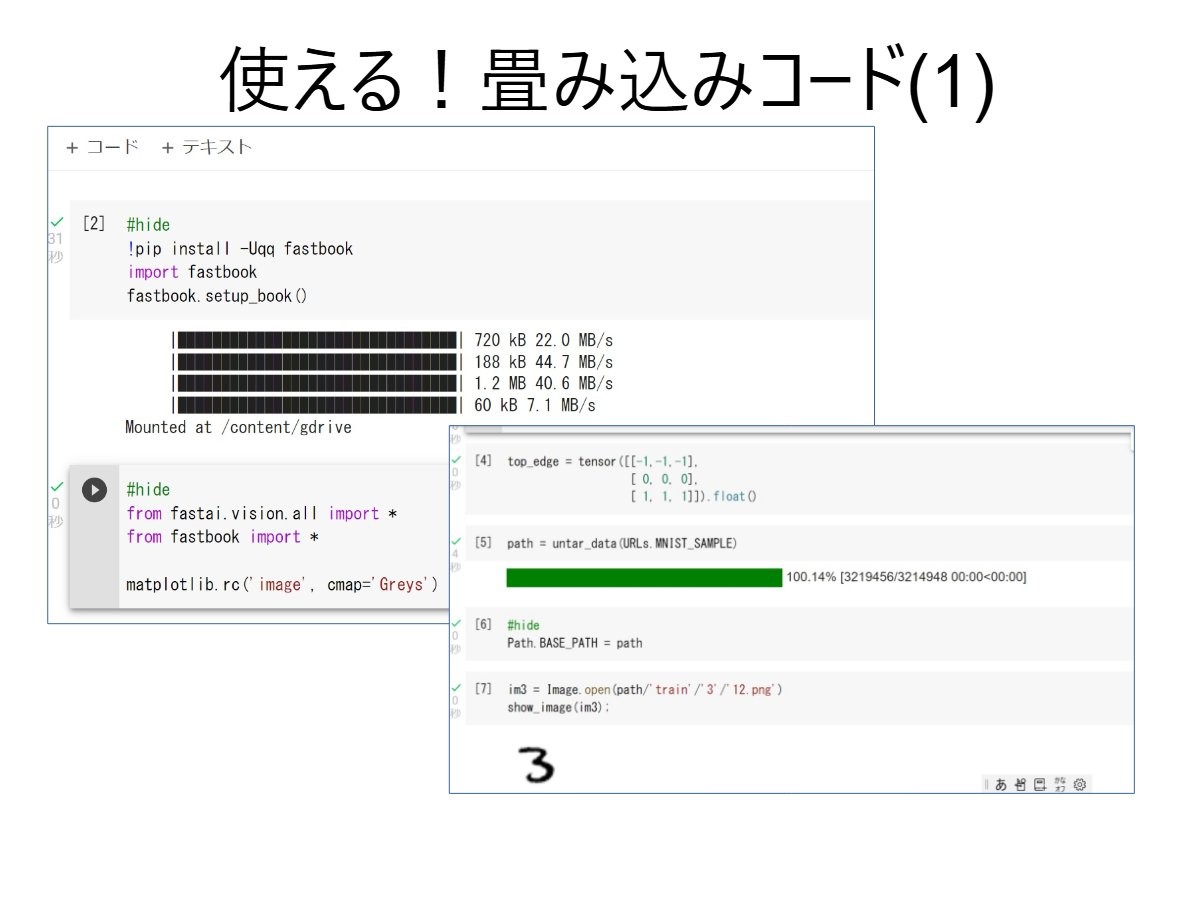 使える！畳み込みコード(1)
+ コード + テキスト
31
秒
[2] #hide
!pip install -Uqq fastbook
import fastbook
fastbook.setup_book()
720 kB 22.0 MB/s
188 kB 44.7 MB/s
1.2 MB 40.6 MB/s
60 kB 7.1 MB/s
Mounted at /content/gdrive
0
秒
#hide
from fastai.vision.all import *
from fastbook import *
matplotlib.rc('image', cmap='Greys')
秒
0
秒
[4] top_edge = tensor([[-1,-1,-1],
[ 0, 0, 0],
[ 1, 1, 1]]).float()
4
秒
[5] path = untar_data(URLs.MNIST_SAMPLE)
100.14% [3219456/3214948 00:00<00:00]
0
秒
[6] #hide
Path.BASE_PATH = path
0
秒
[7] im3 = Image.open(path/'train'/'3'/'12.png')
show_image(im3);
3
あ